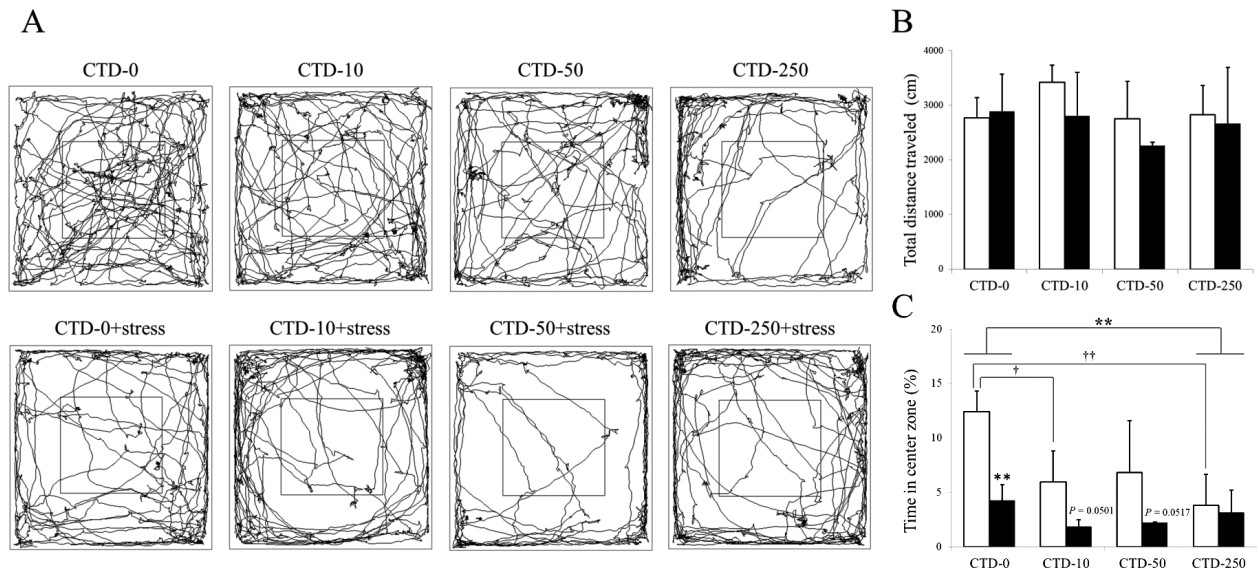 A
CTD-0 CTD-10 CTD-50 CTD-250
CTD-0+stress CTD-10+stress CTD-50+stress CTD-250+stress
B
Total distance traveled (cm)
4000
3000
2000
1000
0
CTD-0 CTD-10 CTD-50 CTD-250
C
Time in center zone (%)
20
15
10
5
0
**
††
†
**
P = 0.0501
P = 0.0517
CTD-0 CTD-10 CTD-50 CTD-250